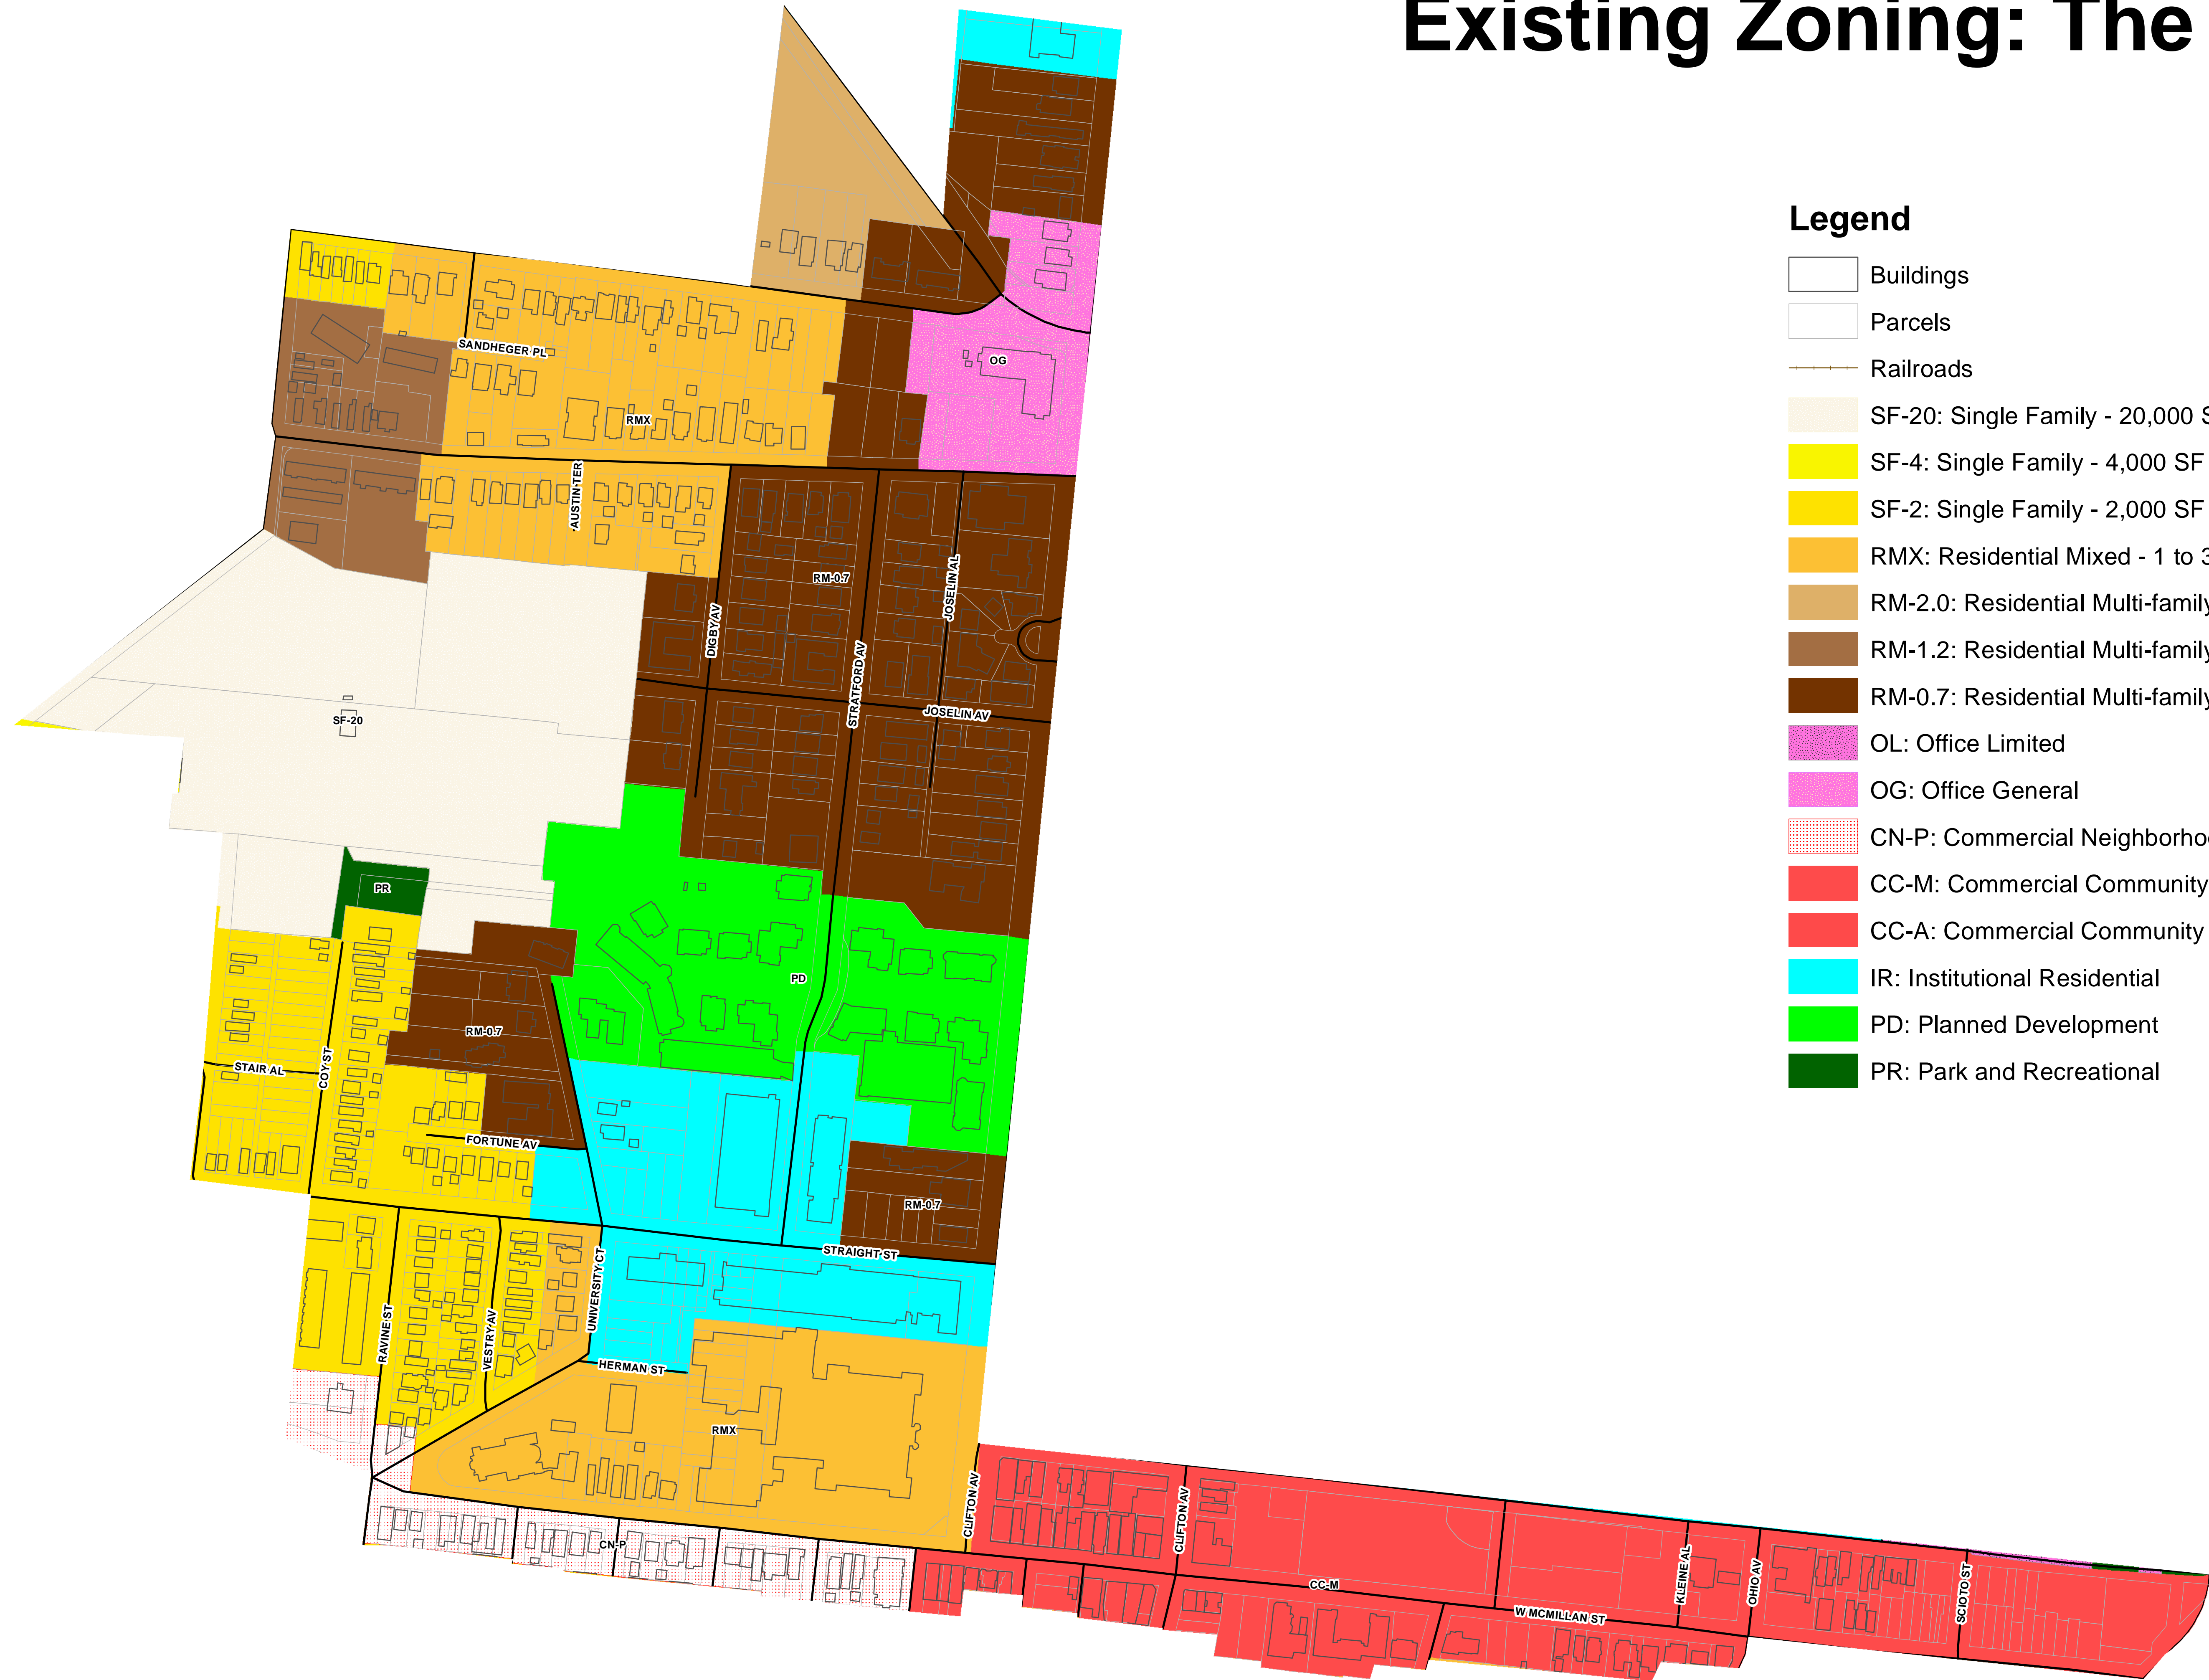 Existing Zoning: The
Legend
Buildings
Parcels
Railroads
SF-20: Single Family - 20,000 S
SF-4: Single Family - 4,000 SF
SF-2: Single Family - 2,000 SF
RMX: Residential Mixed - 1 to 3
RM-2.0: Residential Multi-family
RM-1.2: Residential Multi-family
RM-0.7: Residential Multi-family
OL: Office Limited
OG: Office General
CN-P: Commercial Neighborhoo
CC-M: Commercial Community
CC-A: Commercial Community
IR: Institutional Residential
PD: Planned Development
PR: Park and Recreational
SANDHEGER PL
OG
RMX
AUSTIN TER
RM-0.7
JOSELIN AL
DIGBY AV
STRATFORD AV
JOSELIN AV
SF-20
PR
PD
RM-0.7
STAIR AL
COY ST
FORTUNE AV
RM-0.7
STRAIGHT ST
UNIVERSITY CT
RAVINE ST
VESTRY AV
HERMAN ST
RMX
CLIFTON AV
CLIFTON AV
CN-P
CC-M
W MCMILLAN ST
KLEINE AL
OHIO AV
SCIOTO ST